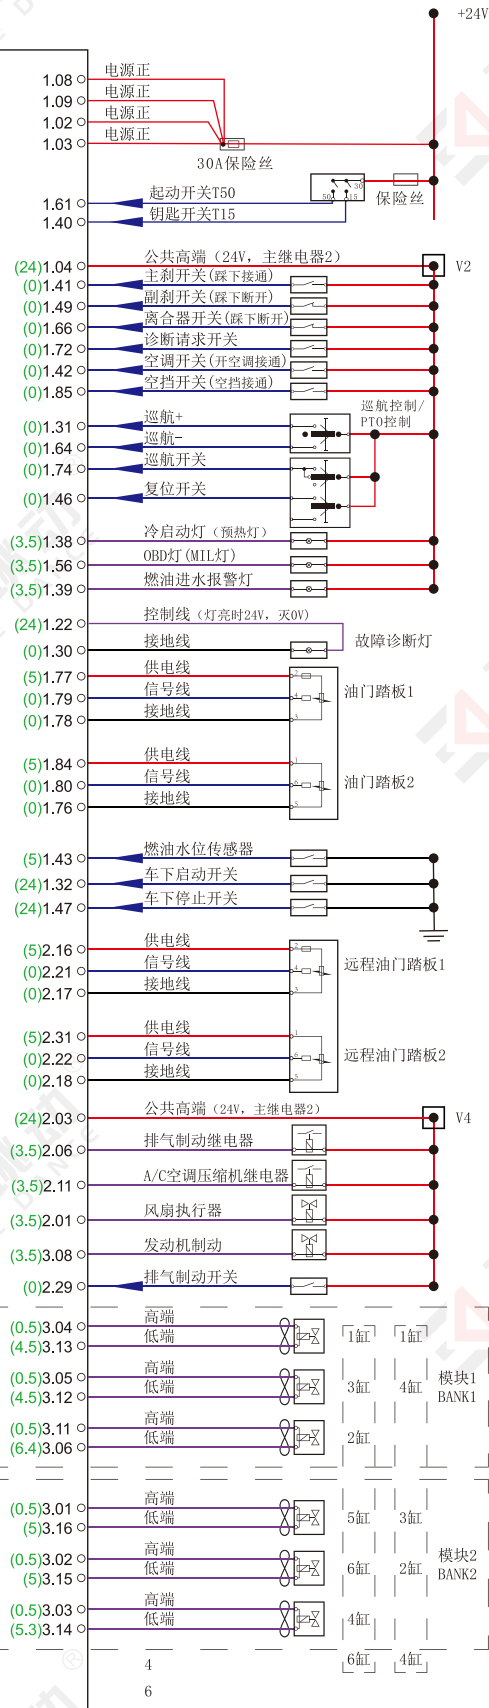 +24V
1.08 电源正
1.09 电源正
1.02 电源正
1.03 电源正
30A保险丝
30
50 15
保险丝
1.61 起动开关T50
1.40 钥匙开关T15
(24)1.04 公共高端（24V，主继电器2） V2
(0)1.41 主刹开关(踩下接通)
(0)1.49 副刹开关(踩下断开)
(0)1.66 离合器开关(踩下断开)
(0)1.72 诊断请求开关
(0)1.42 空调开关(开空调接通)
(0)1.85 空挡开关(空挡接通)
巡航控制/
PTO控制
(0)1.31 巡航+
(0)1.64 巡航-
(0)1.74 巡航开关
(0)1.46 复位开关
(3.5)1.38 冷启动灯（预热灯）
(3.5)1.56 OBD灯(MIL灯)
(3.5)1.39 燃油进水报警灯
(24)1.22 控制线（灯亮时24V，灭0V)
(0)1.30 接地线 故障诊断灯
(5)1.77 供电线 2
(0)1.79 信号线 4 油门踏板1
(0)1.78 接地线 3
(5)1.84 供电线 1
(0)1.80 信号线 6 油门踏板2
(0)1.76 接地线 5
(5)1.43 燃油水位传感器
(24)1.32 车下启动开关
(24)1.47 车下停止开关
(5)2.16 供电线 2
(0)2.21 信号线 4 远程油门踏板1
(0)2.17 接地线 3
(5)2.31 供电线 1
(0)2.22 信号线 6 远程油门踏板2
(0)2.18 接地线 5
(24)2.03 公共高端（24V，主继电器2） V4
(3.5)2.06 排气制动继电器
(3.5)2.11 A/C空调压缩机继电器
(3.5)2.01 风扇执行器
(3.5)3.08 发动机制动
(0)2.29 排气制动开关
(0.5)3.04 高端
(4.5)3.13 低端 1缸 1缸
(0.5)3.05 高端
(4.5)3.12 低端 3缸 4缸
模块1
BANK1
(0.5)3.11 高端
(6.4)3.06 低端 2缸
(0.5)3.01 高端
(5)3.16 低端 5缸 3缸
(0.5)3.02 高端
(5)3.15 低端 6缸 2缸
模块2
BANK2
(0.5)3.03 高端
(5.3)3.14 低端 4缸
4 6缸 4缸
6